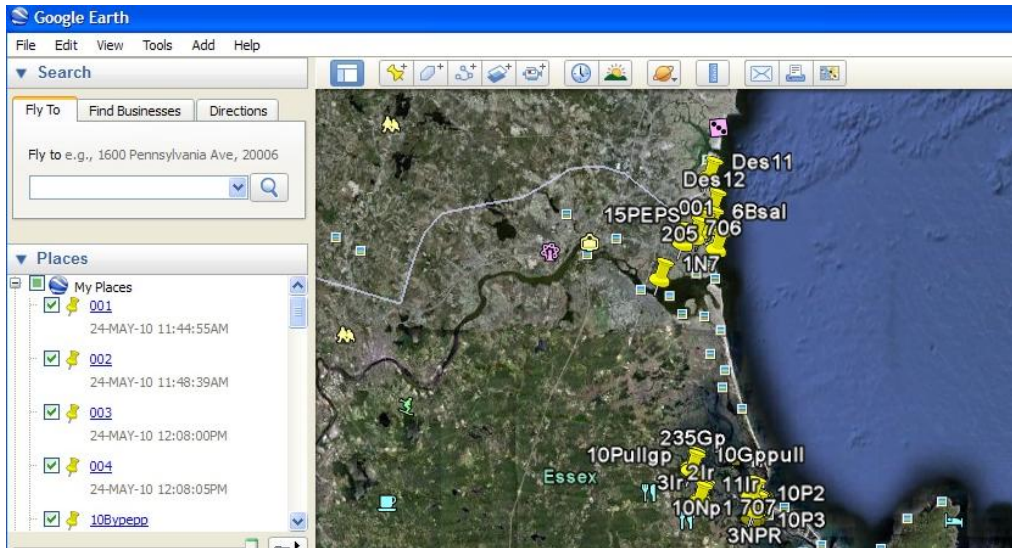 Google Earth
File Edit View Tools Add Help
Search
Fly To Find Businesses Directions
Fly to e.g., 1600 Pennsylvania Ave, 20006
Places
My Places
001
24-MAY-10 11:44:55AM
002
24-MAY-10 11:48:39AM
003
24-MAY-10 12:08:00PM
004
24-MAY-10 12:08:05PM
10Bypepp
Des11
Des12
15PEPS 001 6Bsal
205 706
1N7
235Gp
10Pullgp 10Gppull
Essex 3Ir 2Ir 11Ir 10P2
10Np1 707 10P3
3NPR